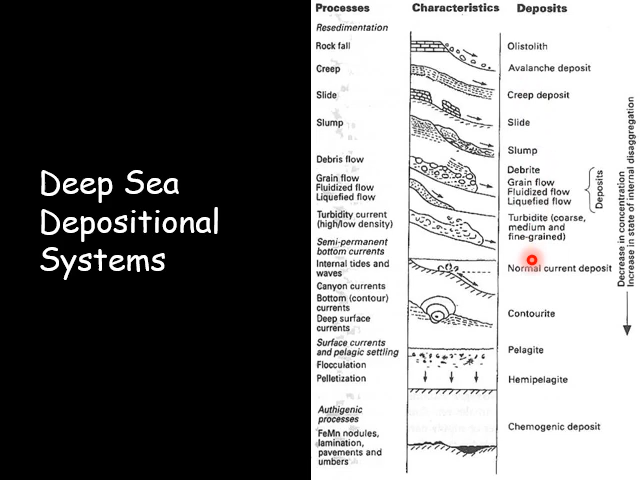 Deep Sea
Depositional
Systems
Processes
Characteristics
Deposits
Resedimentation
Rock fall
Creep
Slide
Slump
Debris flow
Grain flow
Fluidized flow
Liquefied flow
Turbidity current
(high/low density)
Semi-permanent
bottom currents
Internal tides and
waves
Canyon currents
Bottom (contour)
currents
Deep surface
currents
Surface currents
and pelagic settling
Flocculation
Pelletization
Authigenic
processes
FeMn nodules,
lamination,
pavements and
umbers
Olistolith
Avalanche deposit
Creep deposit
Slide
Slump
Debrite
Grain flow
Fluidized flow
Liquefied flow
Deposits
Turbidite (coarse,
medium and
fine-grained)
Normal current deposit
Contourite
Pelagite
Hemipelagite
Chemogenic deposit
Decrease in concentration
Increase in state of internal disaggregation